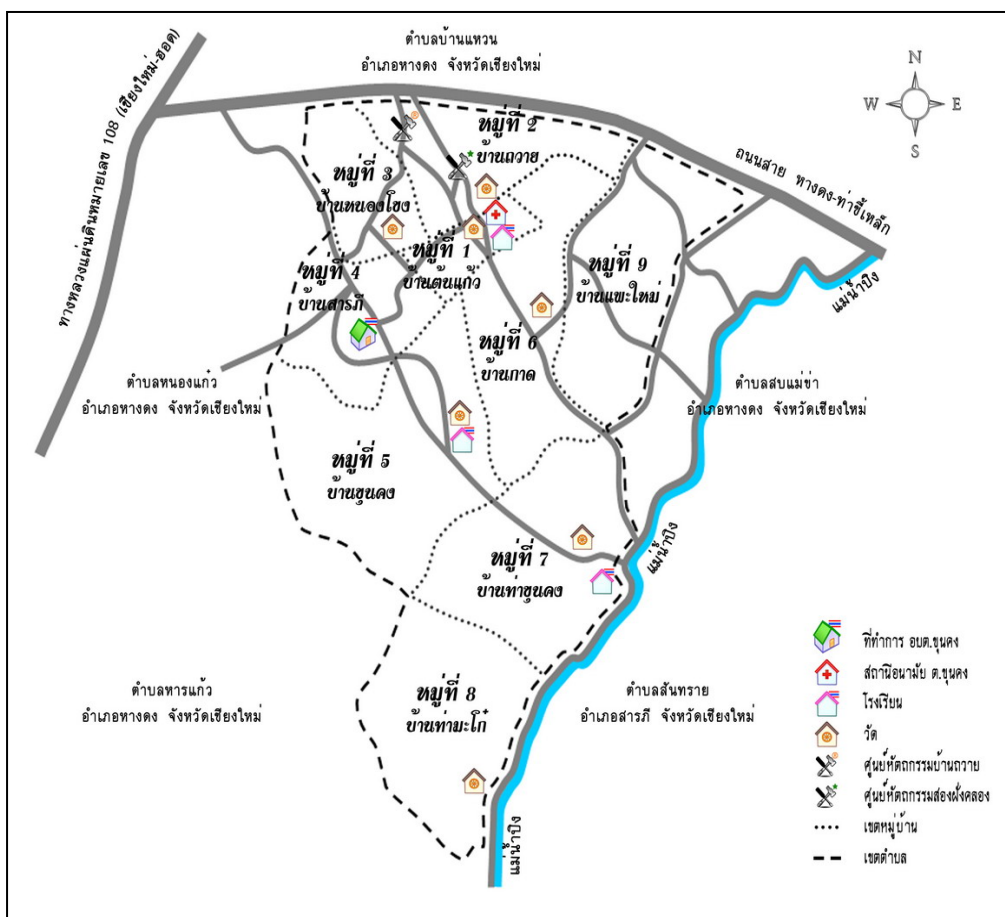 ตำบลบ้านแหวน
อำเภอหางดง จังหวัดเชียงใหม่
ทางหลวงแผ่นดินหมายเลข 108 (เชียงใหม่-ฮอด)
N
W
E
S
หมู่ที่ 2
บ้านถวาย
ถนนสาย หางดง-ท่าขี้เหล็ก
หมู่ที่ 3
บ้านหนองโขง
หมู่ที่ 1
บ้านต้นแก้ว
หมู่ที่ 9
บ้านแพะใหม่
หมู่ที่ 4
บ้านสารภี
แม่น้ำปิง
หมู่ที่ 6
บ้านกาด
ตำบลหนองแก๋ว
อำเภอหางดง จังหวัดเชียงใหม่
ตำบลสบแม่ข่า
อำเภอหางดง จังหวัดเชียงใหม่
หมู่ที่ 5
บ้านขุนคง
หมู่ที่ 7
บ้านท่าขุนคง
แม่น้ำปิง
หมู่ที่ 8
บ้านท่ามะโก๋
ตำบลหารแก้ว
อำเภอหางดง จังหวัดเชียงใหม่
ตำบลสันทราย
อำเภอสารภี จังหวัดเชียงใหม่
แม่น้ำปิง
ที่ทำการ อบต.ขุนคง
สถานีอนามัย ต.ขุนคง
โรงเรียน
วัด
ศูนย์หัตถกรรมบ้านถวาย
ศูนย์หัตถกรรมสองฝั่งคลอง
เขตหมู่บ้าน
เขตตำบล